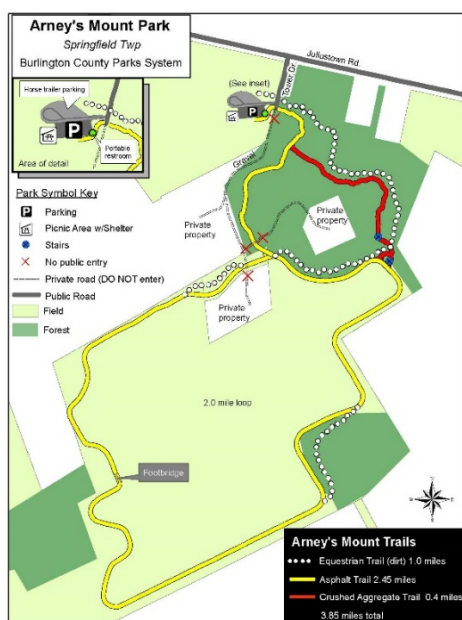 Arney's Mount Park
Springfield Twp
Burlington County Parks System
Horse trailer parking
P
Portable
restroom
Area of detail
Park Symbol Key
P
Parking
Picnic Area w/Shelter
Stairs
No public entry
Private road (DO NOT enter)
Public Road
Field
Forest
Juliustown Rd.
Tower Dr
(See inset)
P
Gravel
Private
property
Private
property
Private
property
2.0 mile loop
Footbridge
Arney's Mount Trails
Equestrian Trail (dirt) 1.0 miles
Asphalt Trail 2.45 miles
Crushed Aggregate Trail 0.4 miles
3.85 miles total